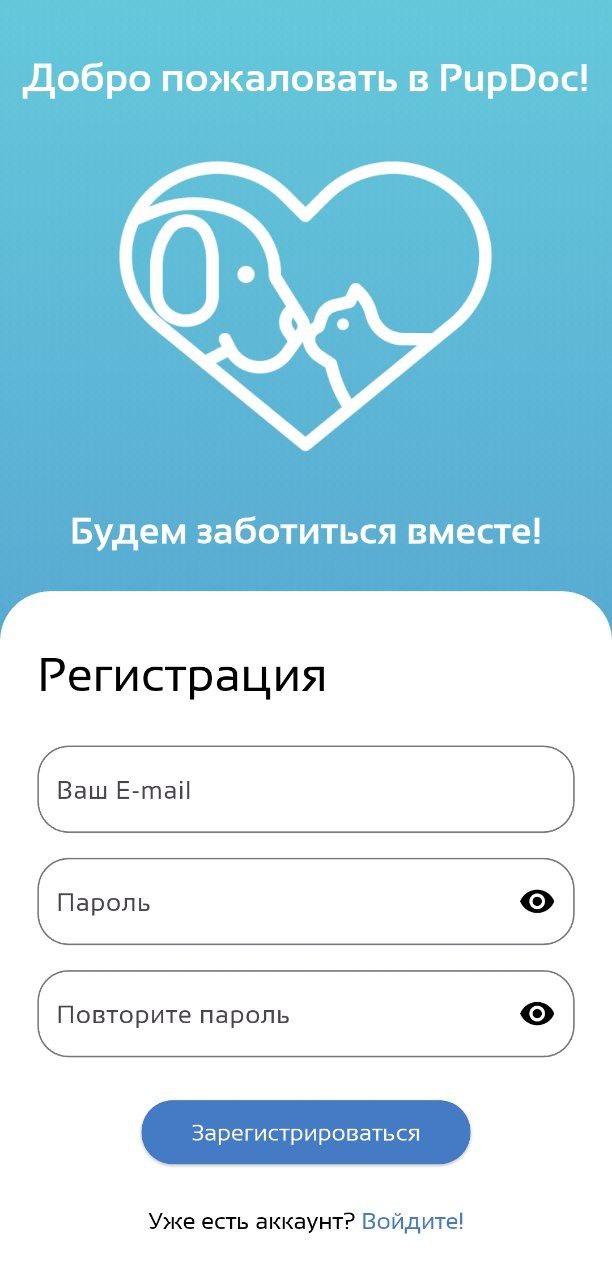 Добро пожаловать в PupDoc!
Будем заботиться вместе!
Регистрация
Ваш E-mail
Пароль
Повторите пароль
Зарегистрироваться
Уже есть аккаунт? Войдите!